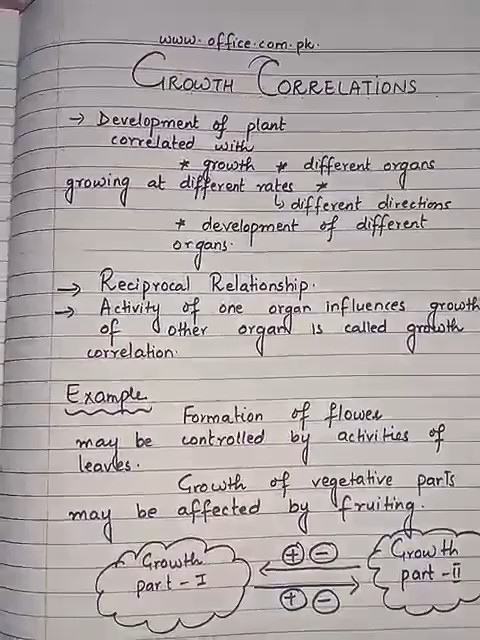 www.office.com.pk.
GROWTH CORRELATIONS
→ Development of plant
correlated with
* growth * different organs
growing at different rates *
↳ different directions
* development of different
organs.
→ Reciprocal Relationship.
→ Activity of one organ influences growth
of other organ is called growth
correlation.
Example
Formation of flower
may be controlled by activities of
leaves.
Growth of vegetative parts
may be affected by fruiting.
Growth
part - I
+ -
+ -
Growth
part - II